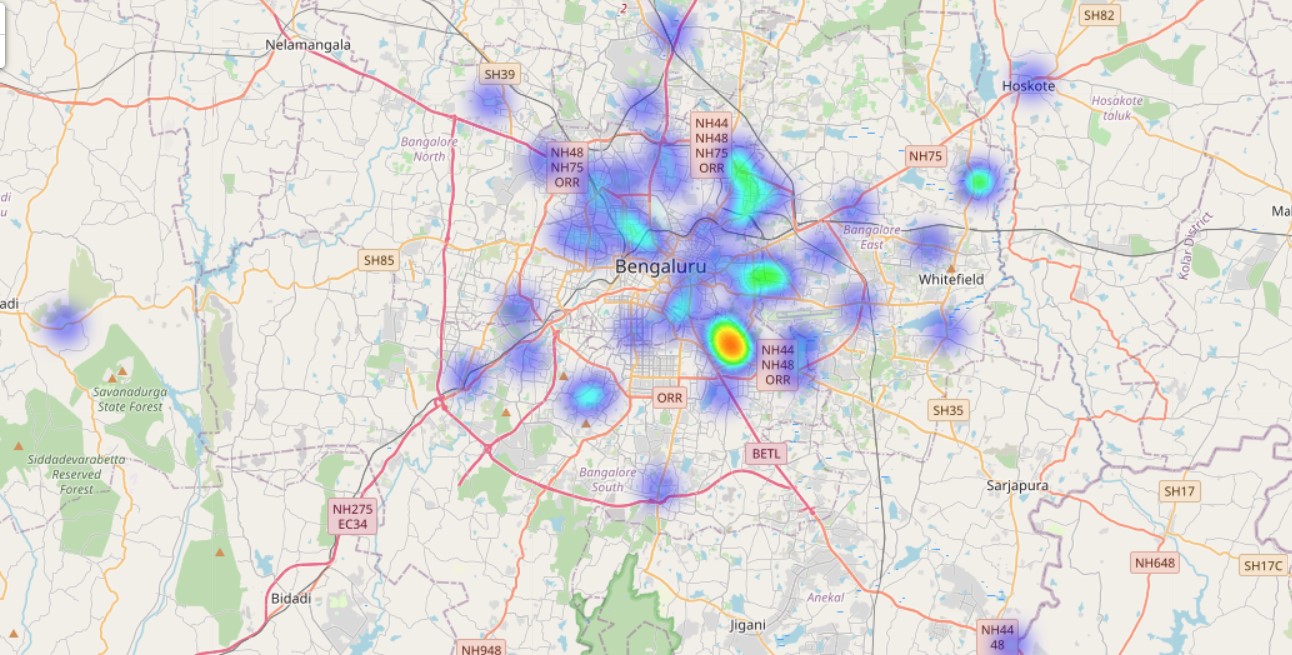 2
SH82
Nelamangala
SH39
Hoskote
Hosakote
taluk
NH44
NH48
NH75
ORR
Bangalore
North
NH48
NH75
ORR
NH75
Kolar District
Bangalore
East
SH85
Bengaluru
Whitefield
adi
NH44
NH48
ORR
Savanadurga
State Forest
ORR
SH35
Siddadevarabetta
Reserved
Forest
BETL
Bangalore
South
Sarjapura
SH17
NH275
EC34
NH648
SH17C
Bidadi
Anekal
Jigani
NH44
48
NH948